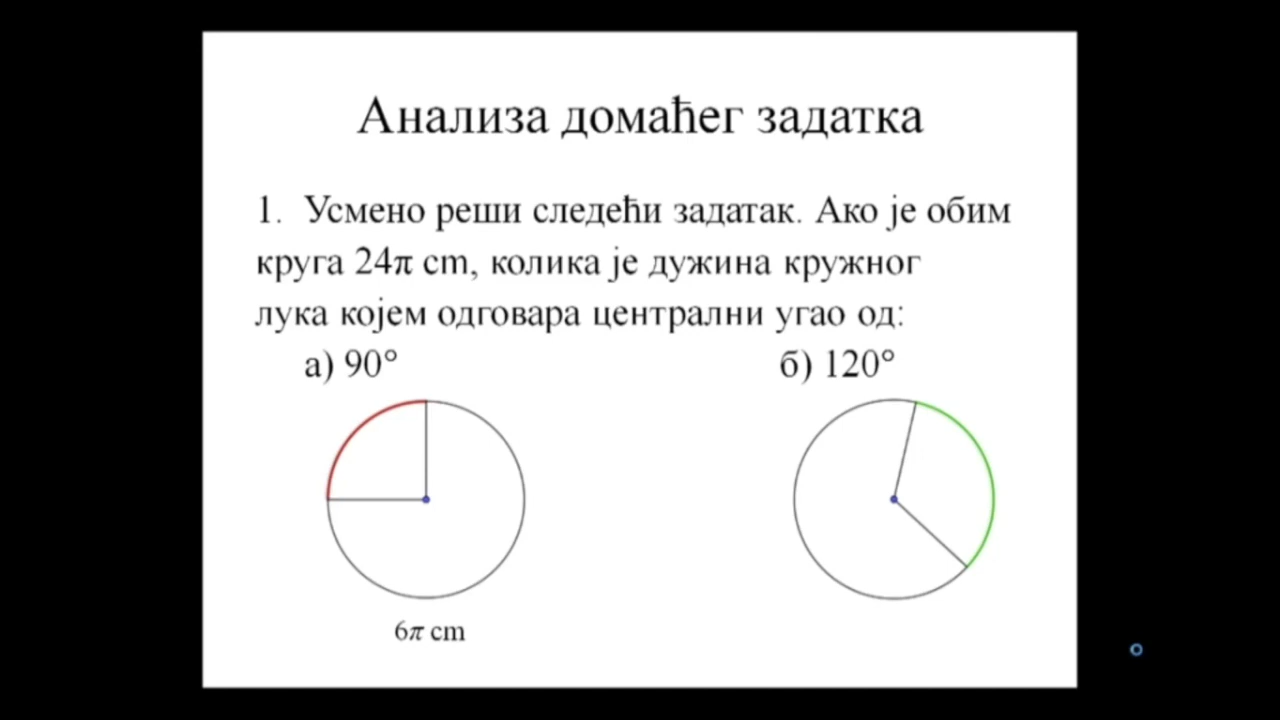 Анализа домаћег задатка
1. Усмено реши следећи задатак. Ако је обим
круга 24π cm, колика је дужина кружног
лука којем одговара централни угао од:
а) 90° б) 120°
6π cm